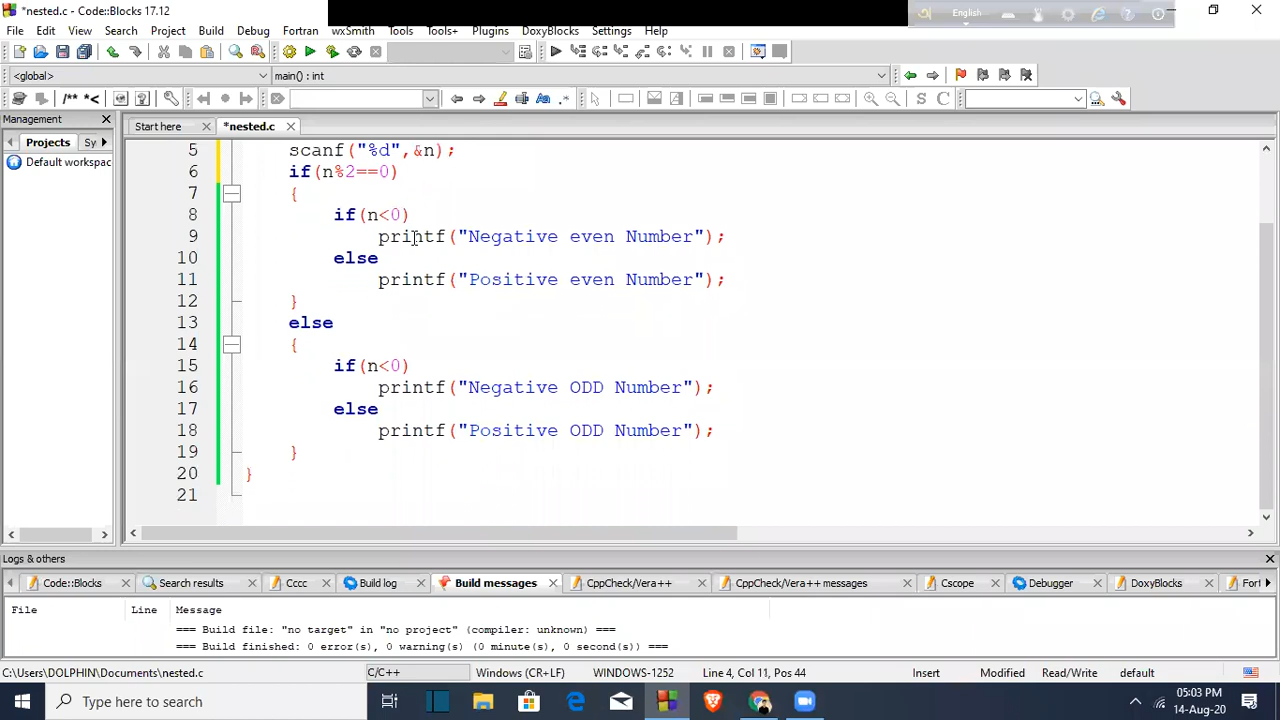 *nested.c - Code::Blocks 17.12
English
File Edit View Search Project Build Debug Fortran wxSmith Tools Tools+ Plugins DoxyBlocks Settings Help
<global> main() : int
/** *<
S C
Management
Projects Sy
Default workspac
Start here
*nested.c
5 scanf("%d",&n);
6 if(n%2==0)
7 {
8 if(n<0)
9 printf("Negative even Number");
10 else
11 printf("Positive even Number");
12 }
13 else
14 {
15 if(n<0)
16 printf("Negative ODD Number");
17 else
18 printf("Positive ODD Number");
19 }
20 }
21
Logs & others
Code::Blocks Search results Cccc Build log Build messages CppCheck/Vera++ CppCheck/Vera++ messages Cscope Debugger DoxyBlocks Fort
File Line Message
=== Build file: "no target" in "no project" (compiler: unknown) ===
=== Build finished: 0 error(s), 0 warning(s) (0 minute(s), 0 second(s)) ===
C:\Users\DOLPHIN\Documents\nested.c C/C++ Windows (CR+LF) WINDOWS-1252 Line 4, Col 11, Pos 44 Insert Modified Read/Write default
Type here to search
05:03 PM
14-Aug-20